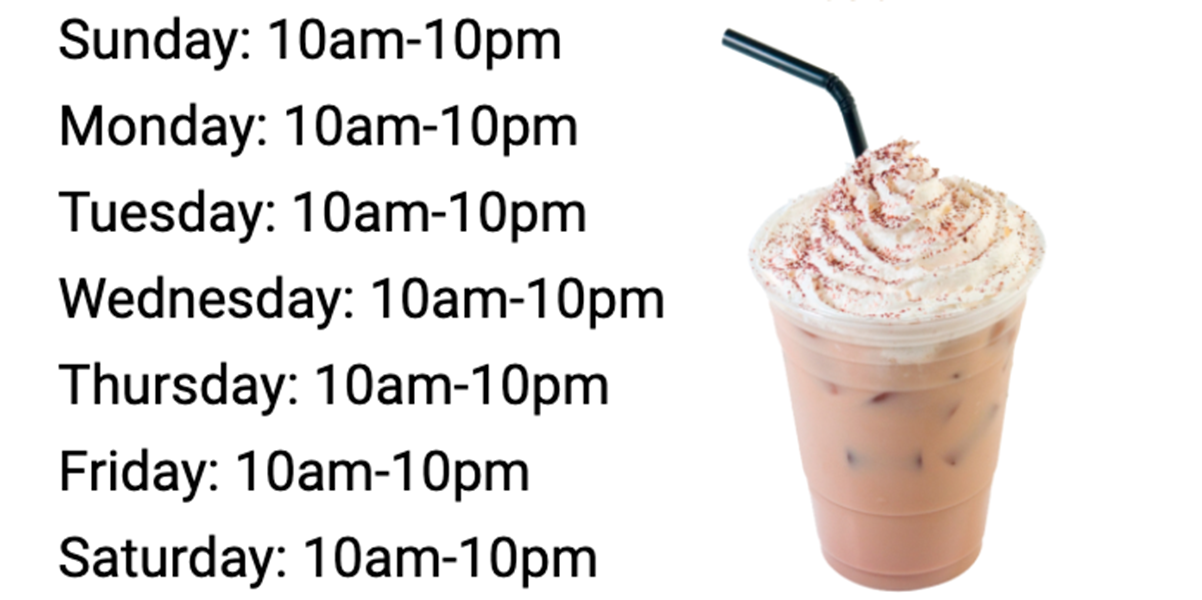 Sunday: 10am-10pm
Monday: 10am-10pm
Tuesday: 10am-10pm
Wednesday: 10am-10pm
Thursday: 10am-10pm
Friday: 10am-10pm
Saturday: 10am-10pm